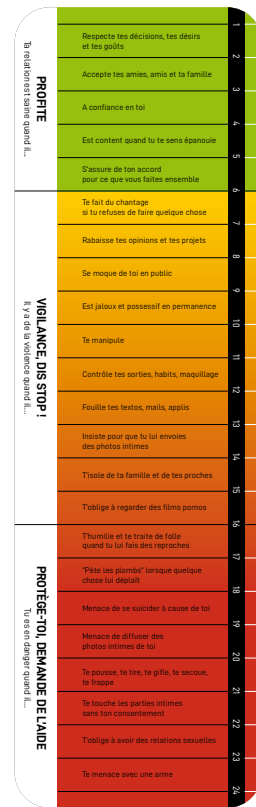 PROFITE
Ta relation est saine quand il...
1
Respecte tes décisions, tes désirs
et tes goûts
2
Accepte tes amies, amis et ta famille
3
A confiance en toi
4
Est content quand tu te sens épanouie
5
S'assure de ton accord
pour ce que vous faites ensemble
6
VIGILANCE, DIS STOP !
Il y a de la violence quand il...
Te fait du chantage
si tu refuses de faire quelque chose
7
Rabaisse tes opinions et tes projets
8
Se moque de toi en public
9
Est jaloux et possessif en permanence
10
Te manipule
11
Contrôle tes sorties, habits, maquillage
12
Fouille tes textos, mails, applis
13
Insiste pour que tu lui envoies
des photos intimes
14
T'isole de ta famille et de tes proches
15
T'oblige à regarder des films pornos
16
PROTÈGE-TOI, DEMANDE DE L'AIDE
Tu es en danger quand il...
T'humilie et te traite de folle
quand tu lui fais des reproches
17
"Pète les plombs" lorsque quelque
chose lui déplaît
18
Menace de se suicider à cause de toi
19
Menace de diffuser des
photos intimes de toi
20
Te pousse, te tire, te gifle, te secoue,
te frappe
21
Te touche les parties intimes
sans ton consentement
22
T'oblige à avoir des relations sexuelles
23
Te menace avec une arme
24